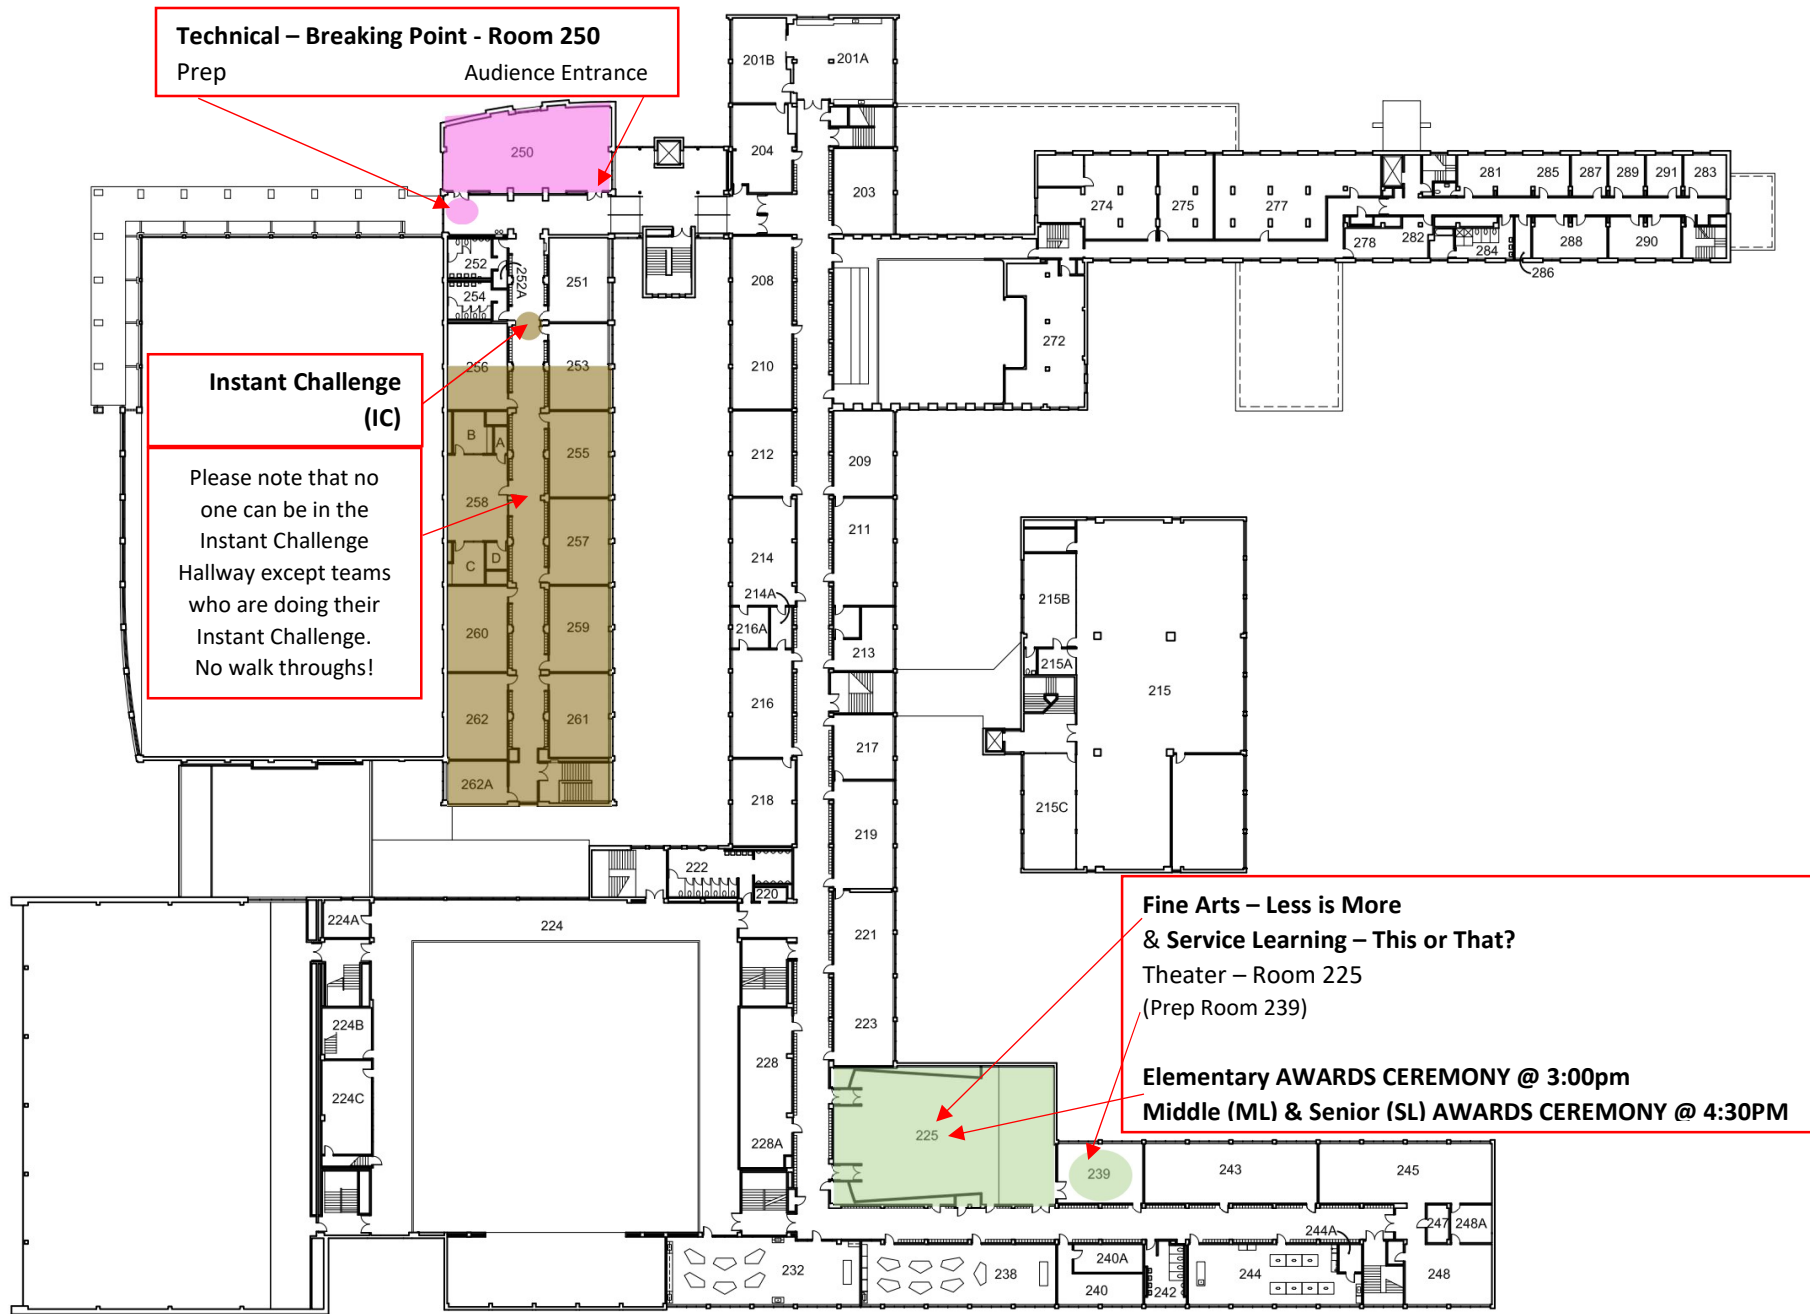 Technical – Breaking Point - Room 250
Prep Audience Entrance
201B
201A
250
204
203
274
275
277
281
285
287
289
291
283
278
282
284
286
288
290
252
252A
254
251
208
272
256
253
210
Instant Challenge
(IC)
B
A
255
212
209
258
257
211
214
C
D
214A
215B
216A
213
260
259
215A
215
Please note that no
one can be in the
Instant Challenge
Hallway except teams
who are doing their
Instant Challenge.
No walk throughs!
262
261
216
217
262A
218
219
215C
222
220
224A
224
221
224B
223
228
224C
228A
Fine Arts – Less is More
& Service Learning – This or That?
Theater – Room 225
(Prep Room 239)
Elementary AWARDS CEREMONY @ 3:00pm
Middle (ML) & Senior (SL) AWARDS CEREMONY @ 4:30PM
225
239
243
245
247
248A
244A
232
238
240A
240
242
244
248